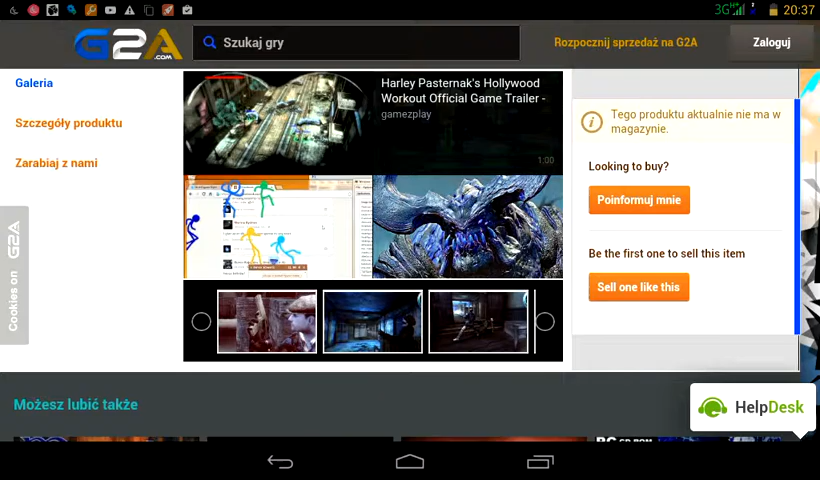 3G
H
20:37
G2A
.COM
Szukaj gry
Rozpocznij sprzedaż na G2A
Zaloguj
Galeria
Szczegóły produktu
Zarabiaj z nami
Cookies on G2A
Harley Pasternak's Hollywood
Workout Official Game Trailer -
gamezplay
1:00
Tego produktu aktualnie nie ma w
magazynie.
Looking to buy?
Poinformuj mnie
Be the first one to sell this item
Sell one like this
Możesz lubić także
HelpDesk
PC CD-ROM